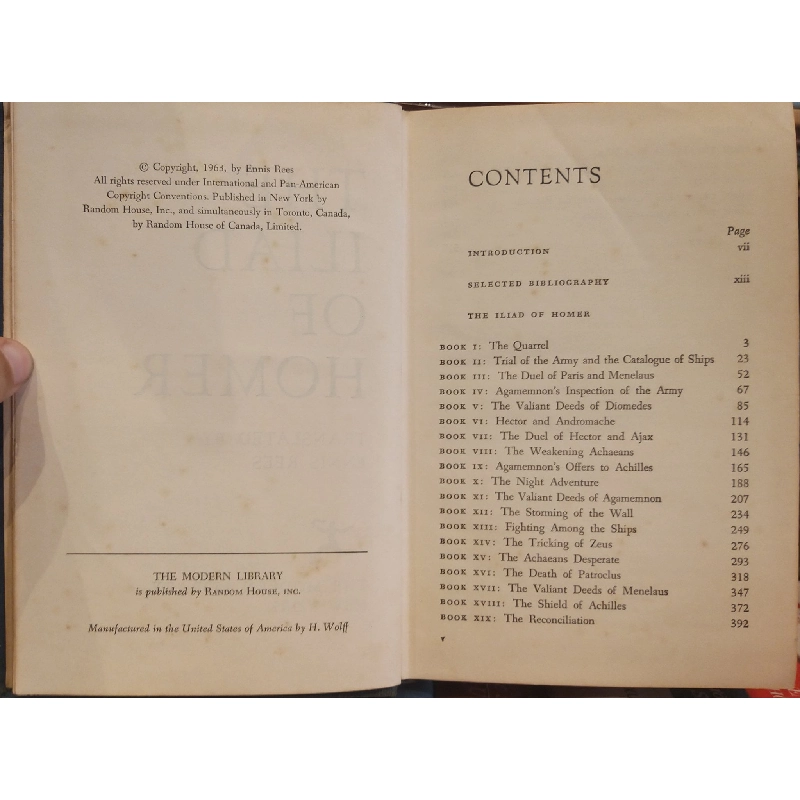 © Copyright, 1963, by Ennis Rees
All rights reserved under International and Pan-American
Copyright Conventions. Published in New York by
Random House, Inc., and simultaneously in Toronto, Canada,
by Random House of Canada, Limited.
THE MODERN LIBRARY
is published by RANDOM HOUSE, INC.
Manufactured in the United States of America by H. Wolff
CONTENTS
Page
INTRODUCTION vii
SELECTED BIBLIOGRAPHY xiii
THE ILIAD OF HOMER
BOOK I: The Quarrel 3
BOOK II: Trial of the Army and the Catalogue of Ships 23
BOOK III: The Duel of Paris and Menelaus 52
BOOK IV: Agamemnon's Inspection of the Army 67
BOOK V: The Valiant Deeds of Diomedes 85
BOOK VI: Hector and Andromache 114
BOOK VII: The Duel of Hector and Ajax 131
BOOK VIII: The Weakening Achaeans 146
BOOK IX: Agamemnon's Offers to Achilles 165
BOOK X: The Night Adventure 188
BOOK XI: The Valiant Deeds of Agamemnon 207
BOOK XII: The Storming of the Wall 234
BOOK XIII: Fighting Among the Ships 249
BOOK XIV: The Tricking of Zeus 276
BOOK XV: The Achaeans Desperate 293
BOOK XVI: The Death of Patroclus 318
BOOK XVII: The Valiant Deeds of Menelaus 347
BOOK XVIII: The Shield of Achilles 372
BOOK XIX: The Reconciliation 392
v